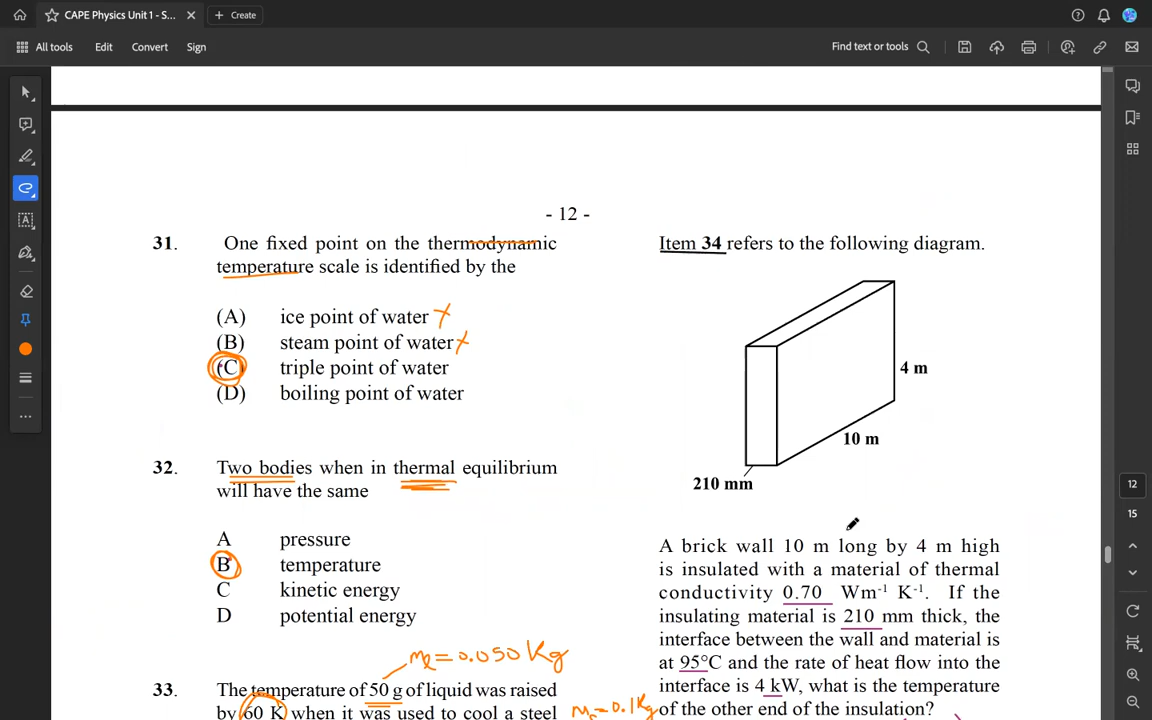 CAPE Physics Unit 1 - S...
Create
All tools
Edit
Convert
Sign
Find text or tools
- 12 -
31. One fixed point on the thermodynamic
temperature scale is identified by the
(A) ice point of water
(B) steam point of water
(C) triple point of water
(D) boiling point of water
32. Two bodies when in thermal equilibrium
will have the same
A pressure
B temperature
C kinetic energy
D potential energy
mℓ = 0.050 Kg
33. The temperature of 50 g of liquid was raised
by 60 K when it was used to cool a steel
ms = 0.1 Kg
Item 34 refers to the following diagram.
4 m
10 m
210 mm
A brick wall 10 m long by 4 m high
is insulated with a material of thermal
conductivity 0.70 Wm⁻¹ K⁻¹. If the
insulating material is 210 mm thick, the
interface between the wall and material is
at 95°C and the rate of heat flow into the
interface is 4 kW, what is the temperature
of the other end of the insulation?
12
15